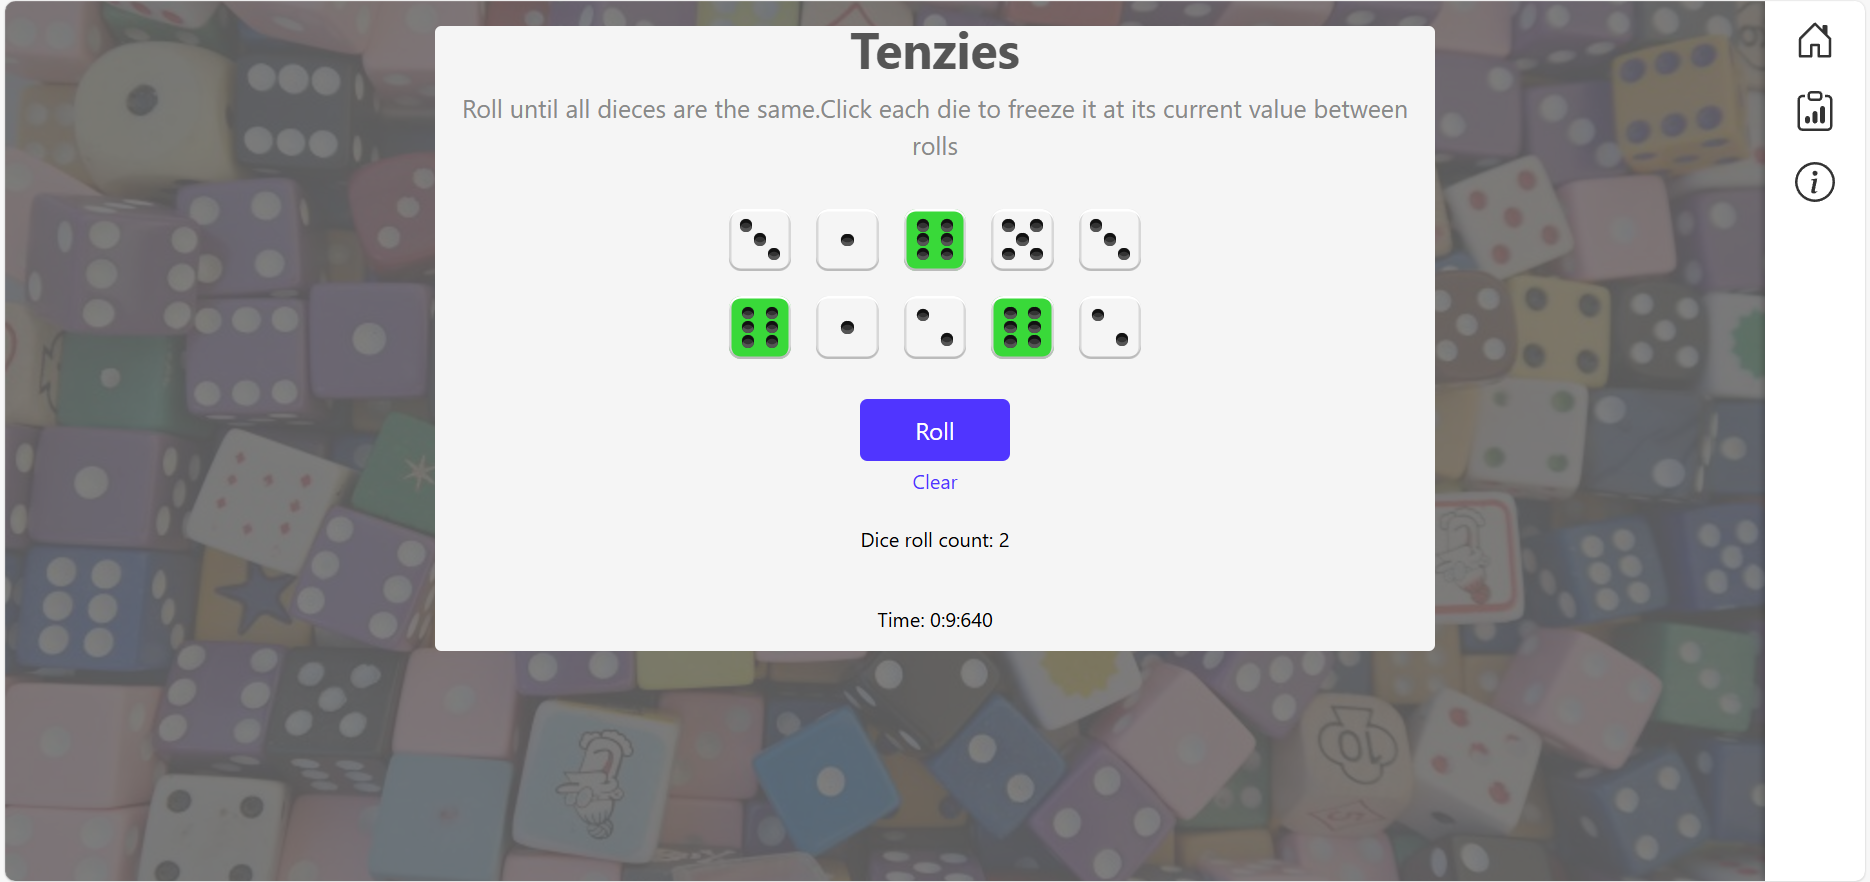 Tenzies
Roll until all dieces are the same.Click each die to freeze it at its current value between
rolls
Roll
Clear
Dice roll count: 2
Time: 0:9:640
10